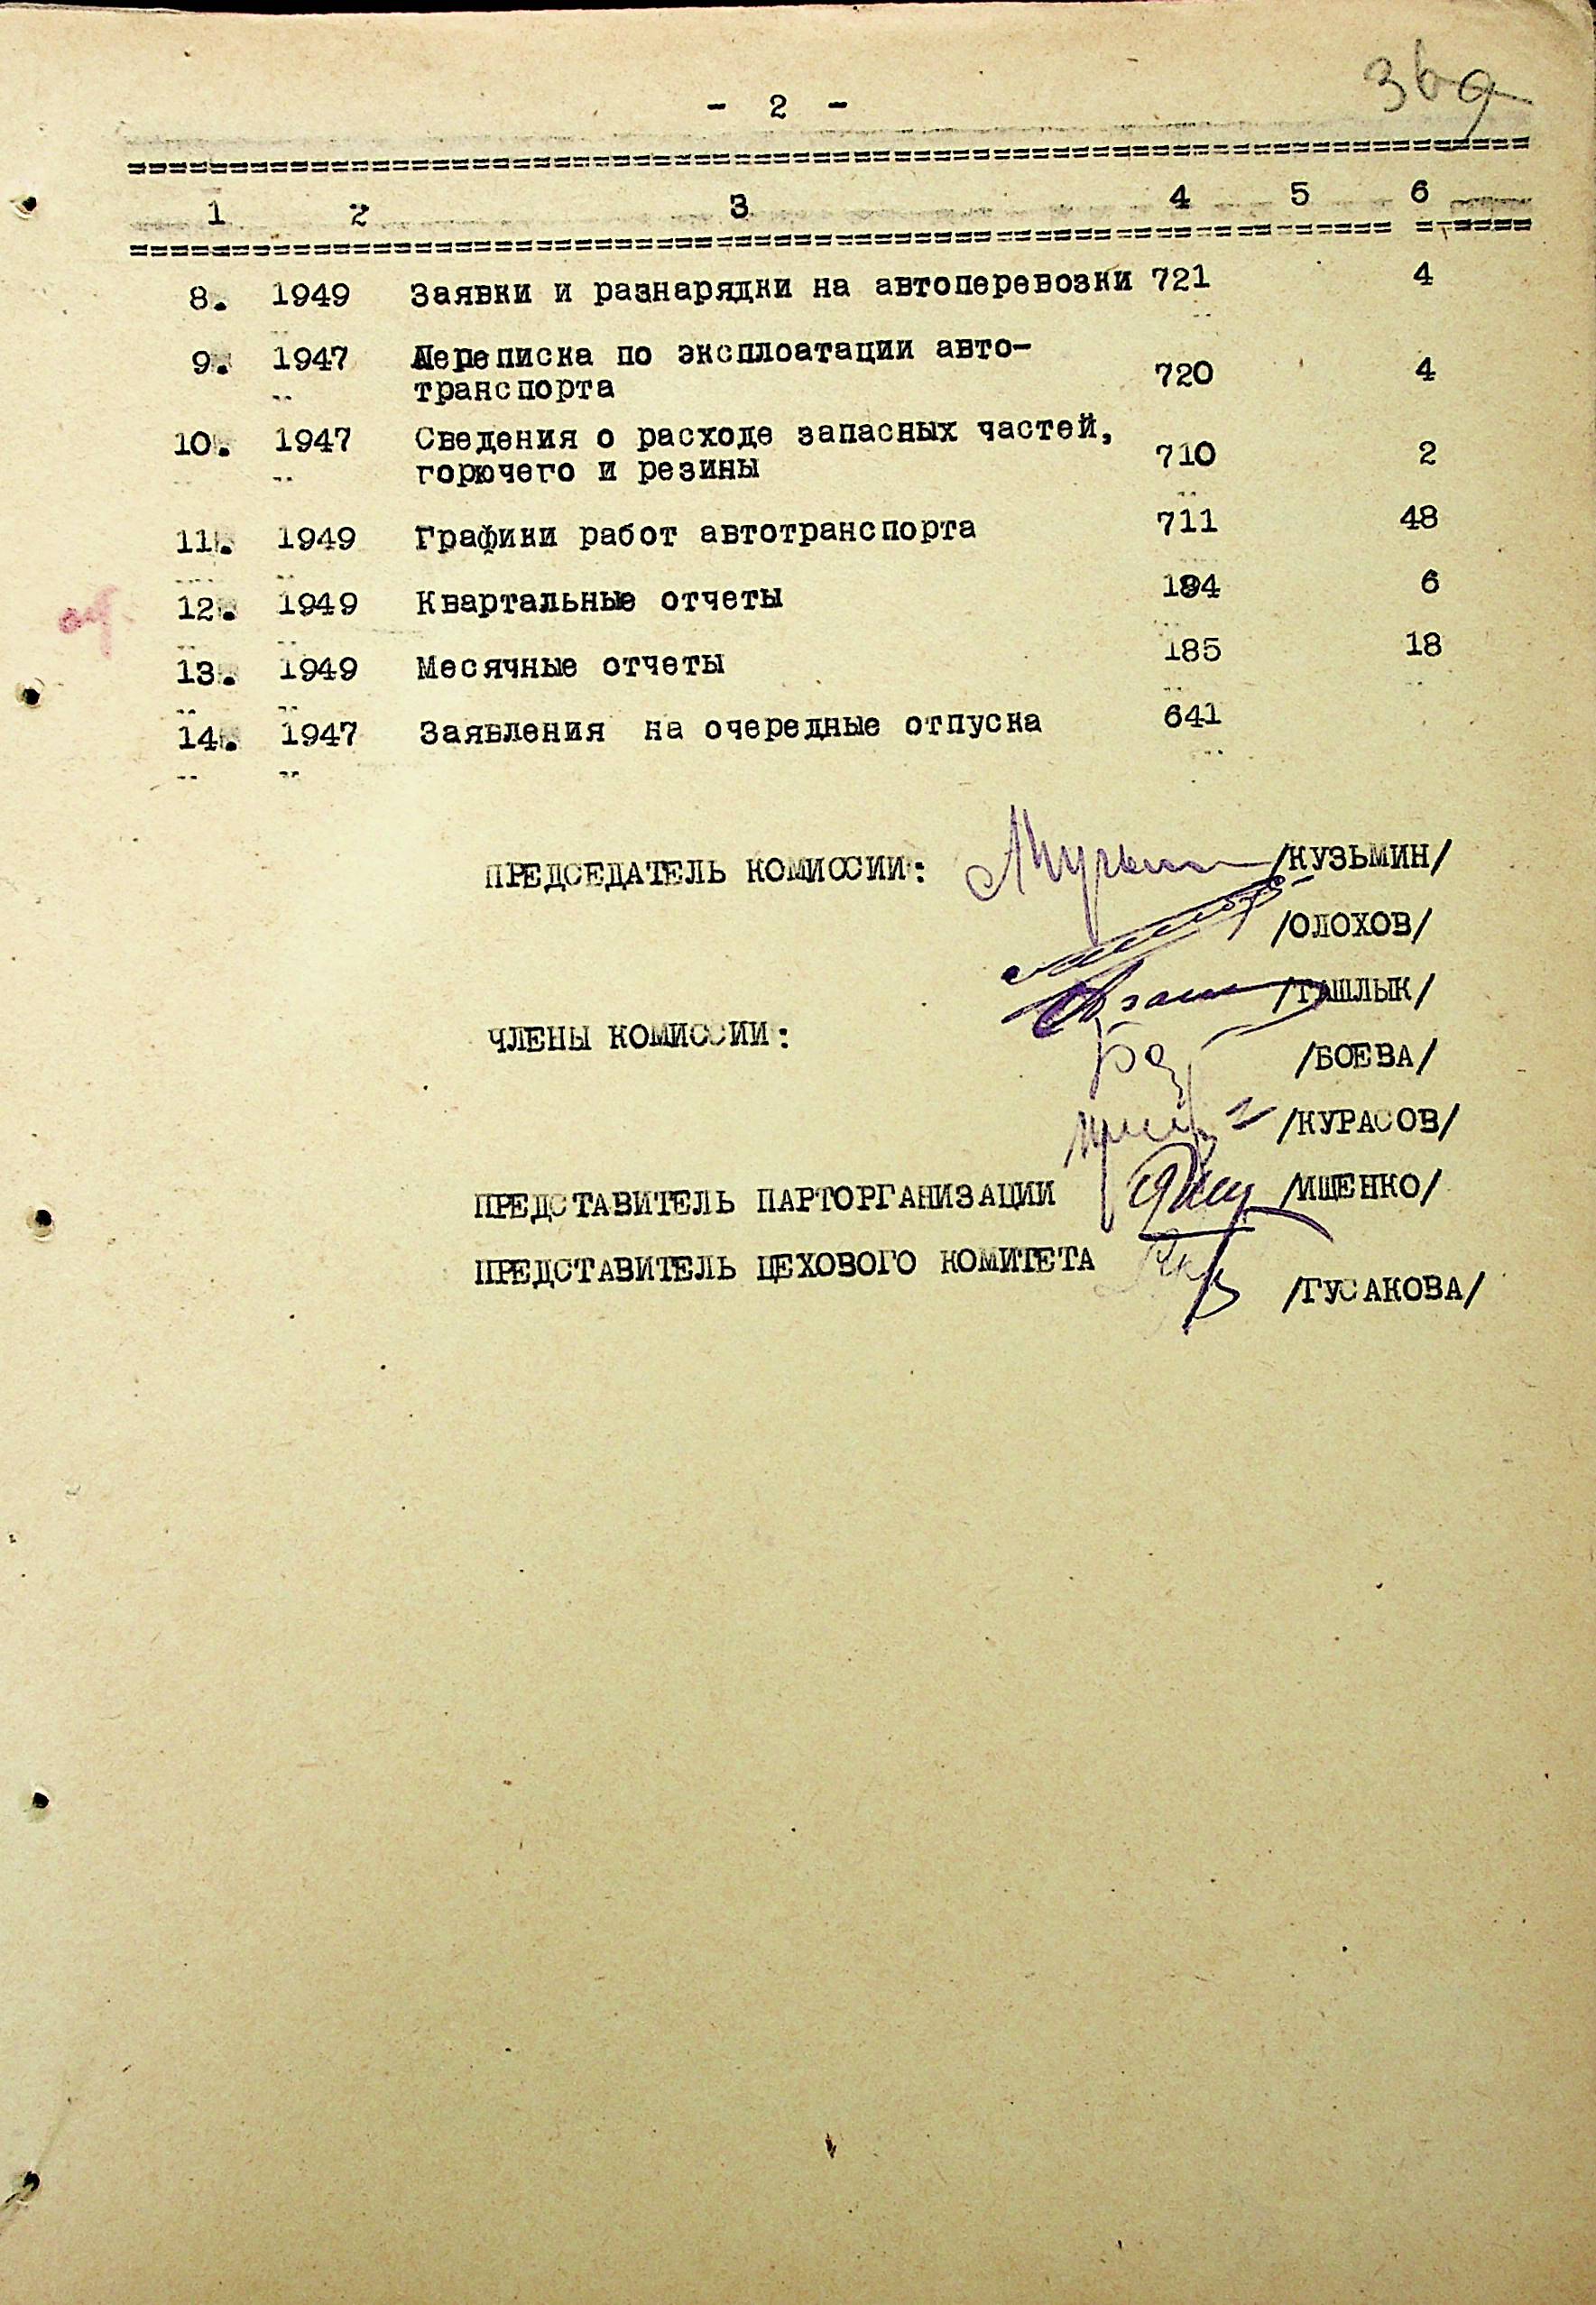 369
- 2 -
1 2 3 4 5 6
8. 1949 Заявки и разнарядки на автоперевозки 721 4
9. 1947 Переписка по эксплоатации авто-
транспорта 720 4
10. 1947 Сведения о расходе запасных частей,
горючего и резины 710 2
11. 1949 Графики работ автотранспорта 711 48
12. 1949 Квартальные отчеты 184 6
13. 1949 Месячные отчеты 185 18
14. 1947 Заявления на очередные отпуска 641
ПРЕДСЕДАТЕЛЬ КОМИССИИ: /КУЗЬМИН/
/ОЛОХОВ/
/ТАШЛЫК/
ЧЛЕНЫ КОМИССИИ:
/БОЕВА/
/КУРАСОВ/
ПРЕДСТАВИТЕЛЬ ПАРТОРГАНИЗАЦИИ /ИЩЕНКО/
ПРЕДСТАВИТЕЛЬ ЦЕХОВОГО КОМИТЕТА
/ГУСАКОВА/